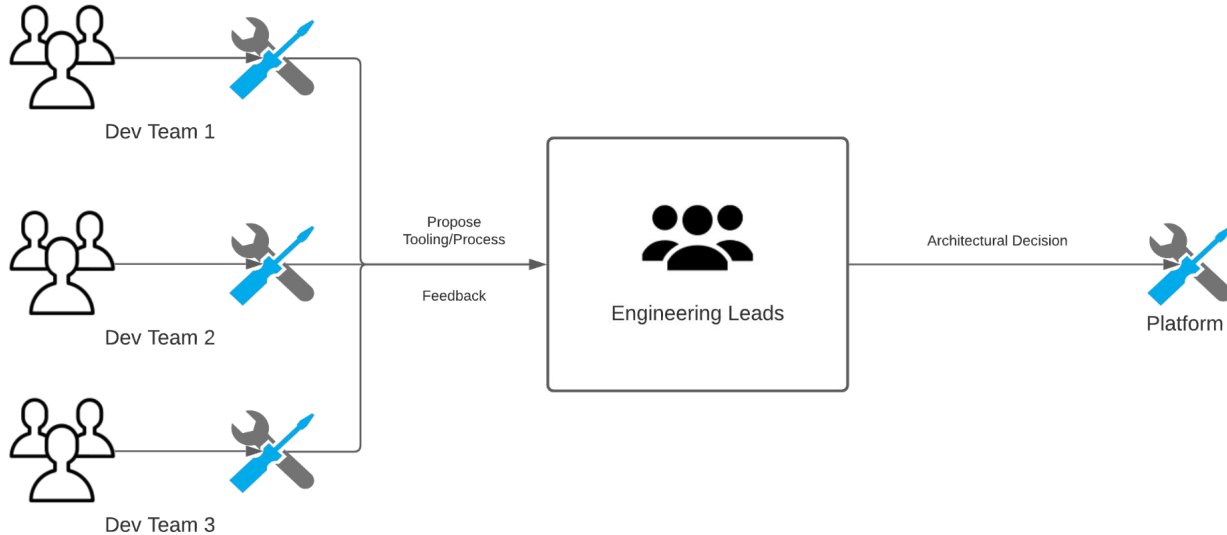 Dev Team 1
Propose
Tooling/Process
Architectural Decision
Feedback
Engineering Leads
Platform
Dev Team 2
Dev Team 3